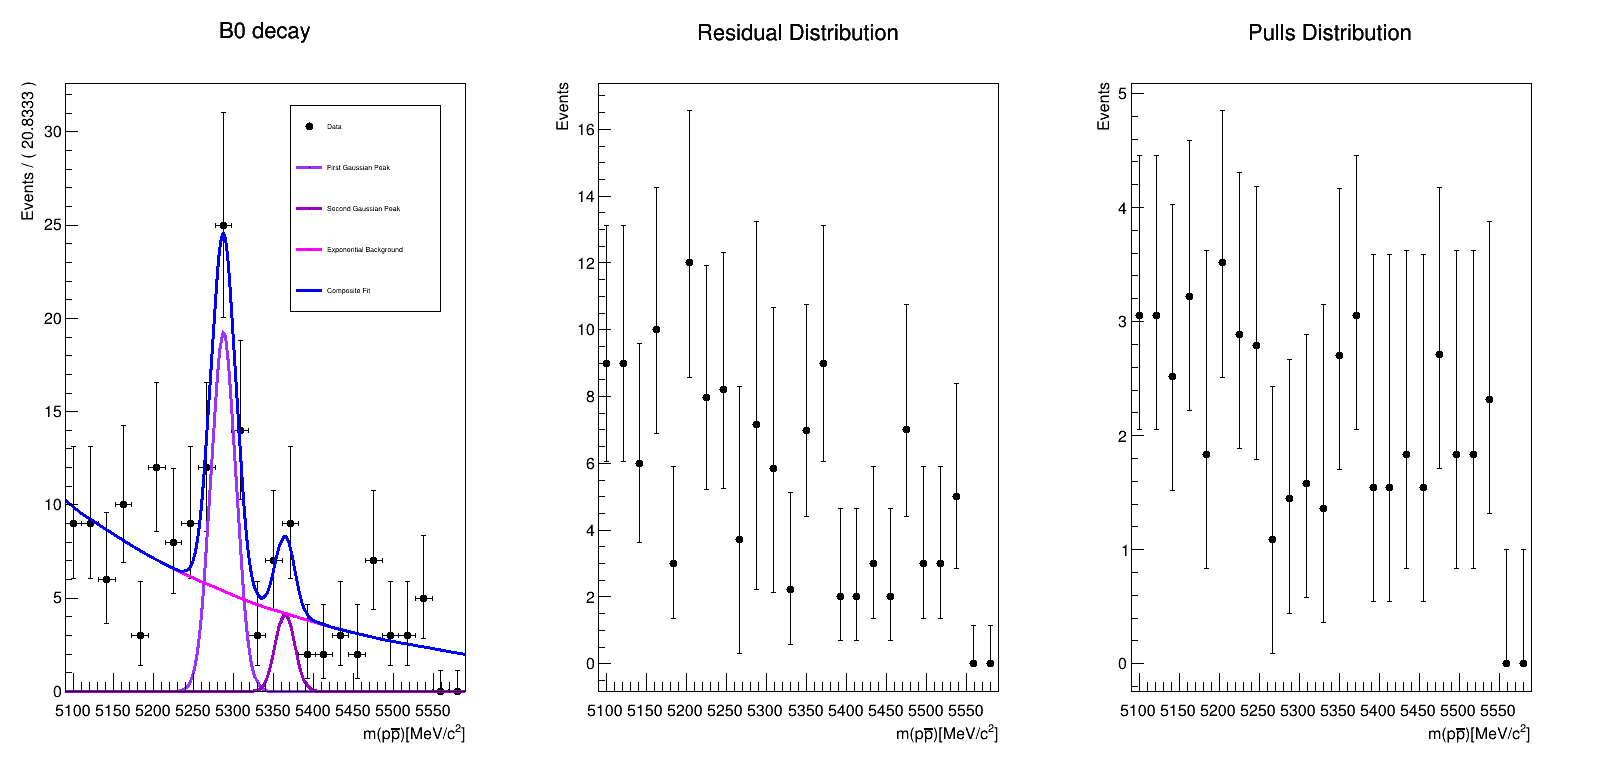 B0 decay
Events / ( 20.8333 )
30
25
20
15
10
5
0
Data
First Gaussian Peak
Second Gaussian Peak
Exponential Background
Composite Fit
5100 5150 5200 5250 5300 5350 5400 5450 5500 5550
m(pp̅)[MeV/c²]
Residual Distribution
Events
16
14
12
10
8
6
4
2
0
5100 5150 5200 5250 5300 5350 5400 5450 5500 5550
m(pp̅)[MeV/c²]
Pulls Distribution
Events
5
4
3
2
1
0
5100 5150 5200 5250 5300 5350 5400 5450 5500 5550
m(pp̅)[MeV/c²]